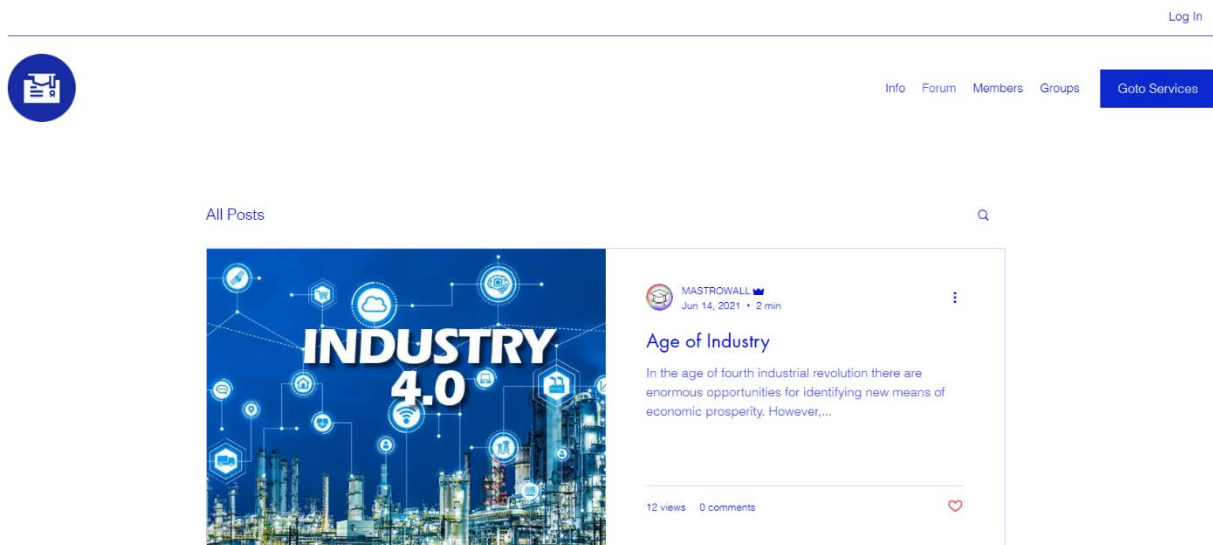 Log In
Info Forum Members Groups Goto Services
All Posts
INDUSTRY
4.0
MASTROWALL
Jun 14, 2021 • 2 min
Age of Industry
In the age of fourth industrial revolution there are
enormous opportunities for identifying new means of
economic prosperity. However,...
12 views 0 comments